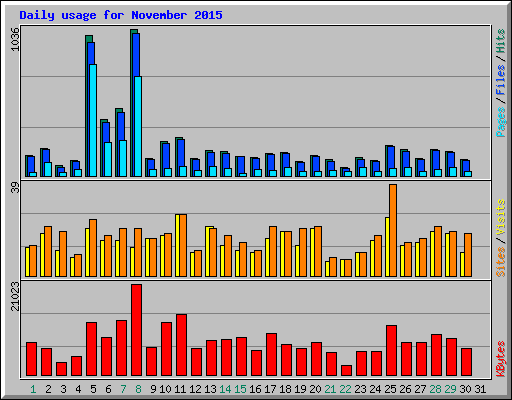 Daily usage for November 2015
1036
Pages / Files / Hits
39
Sites / Visits
21023
KBytes
1 2 3 4 5 6 7 8 9 10 11 12 13 14 15 16 17 18 19 20 21 22 23 24 25 26 27 28 29 30 31